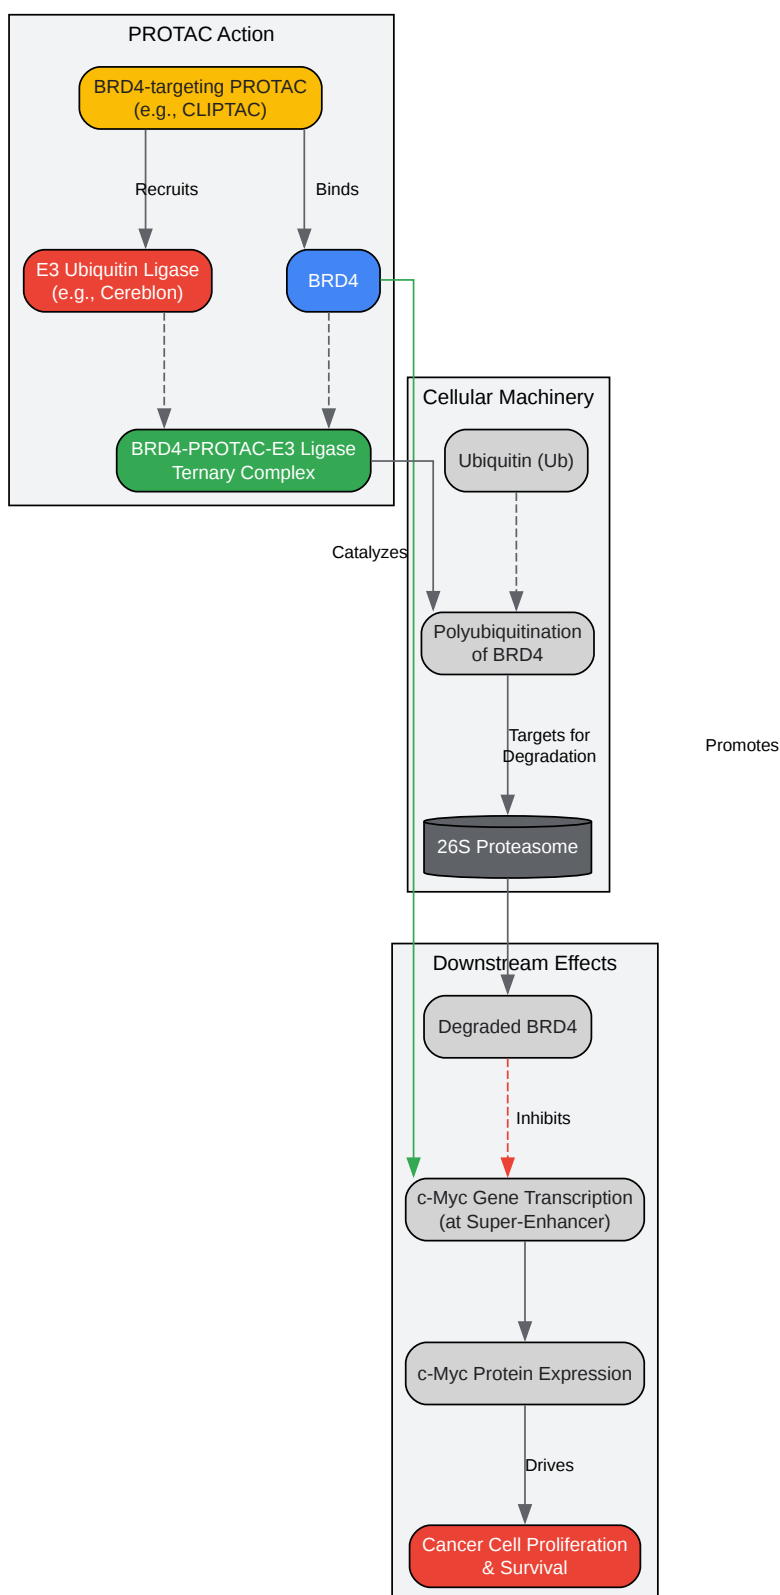 PROTAC Action
BRD4-targeting PROTAC
(e.g., CLIPTAC)
Recruits
Binds
E3 Ubiquitin Ligase
(e.g., Cereblon)
BRD4
BRD4-PROTAC-E3 Ligase
Ternary Complex
Cellular Machinery
Ubiquitin (Ub)
Catalyzes
Polyubiquitination
of BRD4
Targets for
Degradation
Promotes
26S Proteasome
Downstream Effects
Degraded BRD4
Inhibits
c-Myc Gene Transcription
(at Super-Enhancer)
c-Myc Protein Expression
Drives
Cancer Cell Proliferation
& Survival